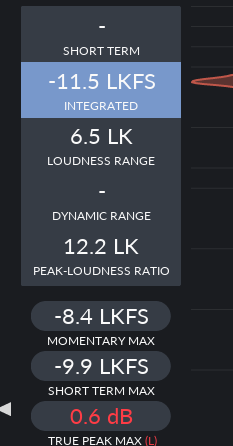 -
SHORT TERM
-11.5 LKFS
INTEGRATED
6.5 LK
LOUDNESS RANGE
-
DYNAMIC RANGE
12.2 LK
PEAK-LOUDNESS RATIO
-8.4 LKFS
MOMENTARY MAX
-9.9 LKFS
SHORT TERM MAX
0.6 dB
TRUE PEAK MAX (L)